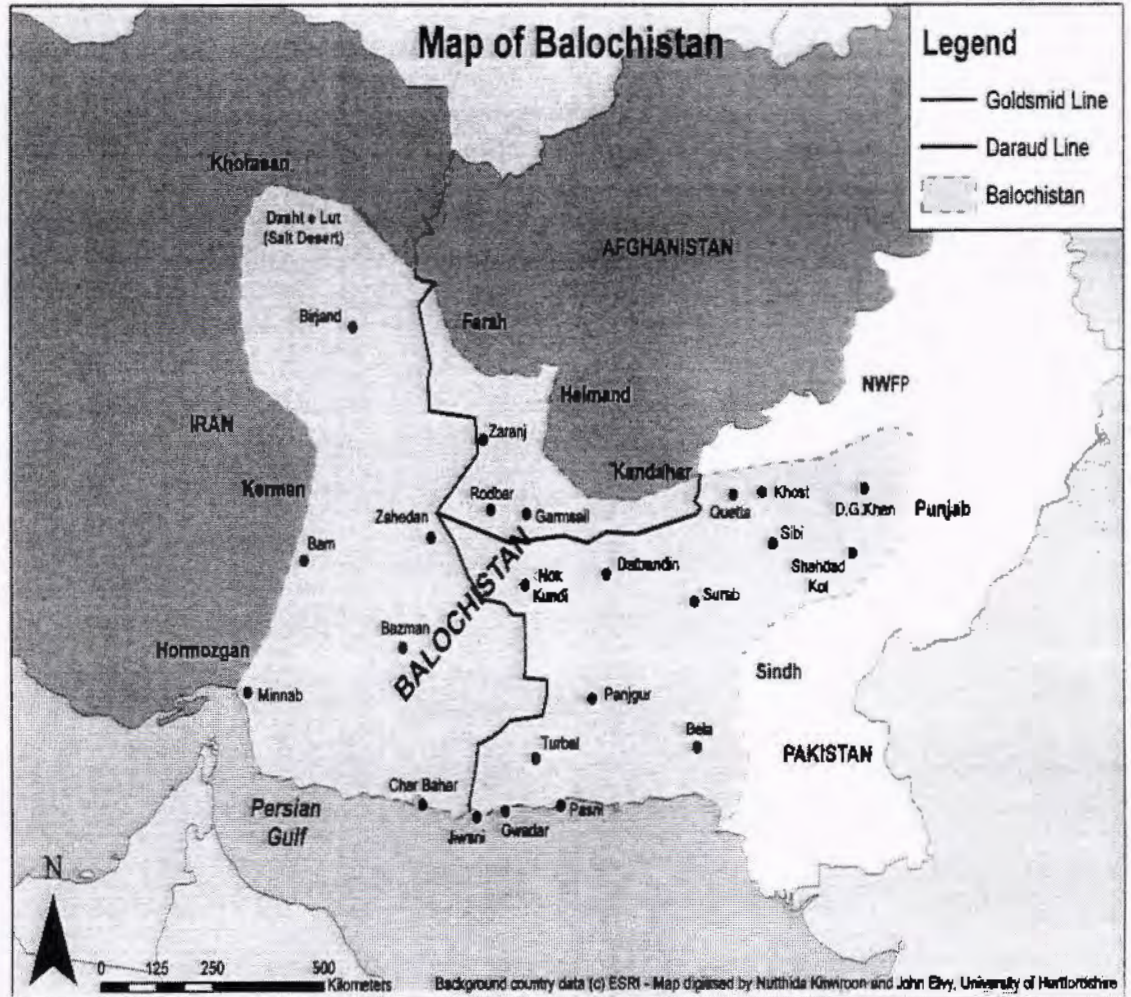 Map of Balochistan
Legend
Goldsmid Line
Daraud Line
Balochistan
Khorasan
Dasht e Lut
(Salt Desert)
AFGHANISTAN
Birjand
Farah
Helmand
NWFP
IRAN
Zaranj
Kandahar
Kerman
Rodbar
Garmsail
Quetta
Khost
D.G.Khan
Punjab
Zahedan
Sibi
Bam
Nok
Kundi
Dalbandin
Shahdad
Kot
Surab
Bazman
BALOCHISTAN
Hormozgan
Sindh
Minnab
Panjgur
Turbat
Bela
PAKISTAN
Char Bahar
Persian
Gulf
Jiwani
Gwadar
Pasni
N
0 125 250 500
Kilometers
Background country data (c) ESRI - Map digitised by Nutthida Kitwiroon and John Elvy, University of Hertfordshire